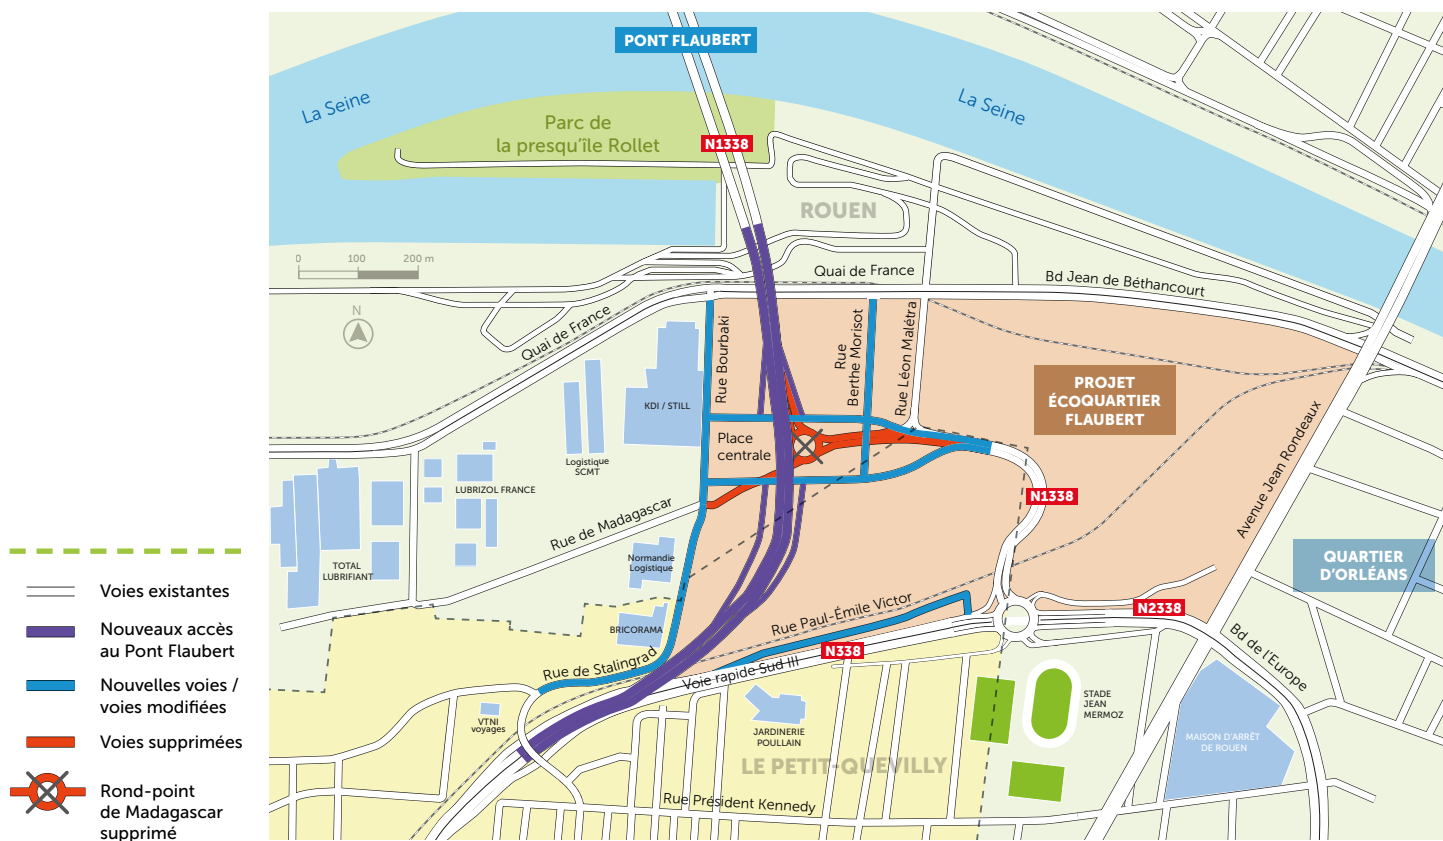 PONT FLAUBERT
La Seine
La Seine
Parc de
la presqu'île Rollet
N1338
ROUEN
0 100 200 m
N
Quai de France
Bd Jean de Béthancourt
Quai de France
Rue Bourbaki
Rue
Berthe Morisot
Rue Léon Malétra
PROJET
ÉCOQUARTIER
FLAUBERT
KDI / STILL
Place
centrale
Logistique
SCMT
LUBRIZOL FRANCE
Avenue Jean Rondeaux
N1338
Rue de Madagascar
TOTAL
LUBRIFIANT
Normandie
Logistique
QUARTIER
D'ORLÉANS
BRICORAMA
Rue Paul-Émile Victor
N2338
N338
Rue de Stalingrad
Voie rapide Sud III
Bd de l'Europe
VTNI
voyages
JARDINERIE
POULLAIN
STADE
JEAN
MERMOZ
MAISON D'ARRÊT
DE ROUEN
LE PETIT-QUEVILLY
Rue Président Kennedy
Voies existantes
Nouveaux accès
au Pont Flaubert
Nouvelles voies /
voies modifiées
Voies supprimées
Rond-point
de Madagascar
supprimé